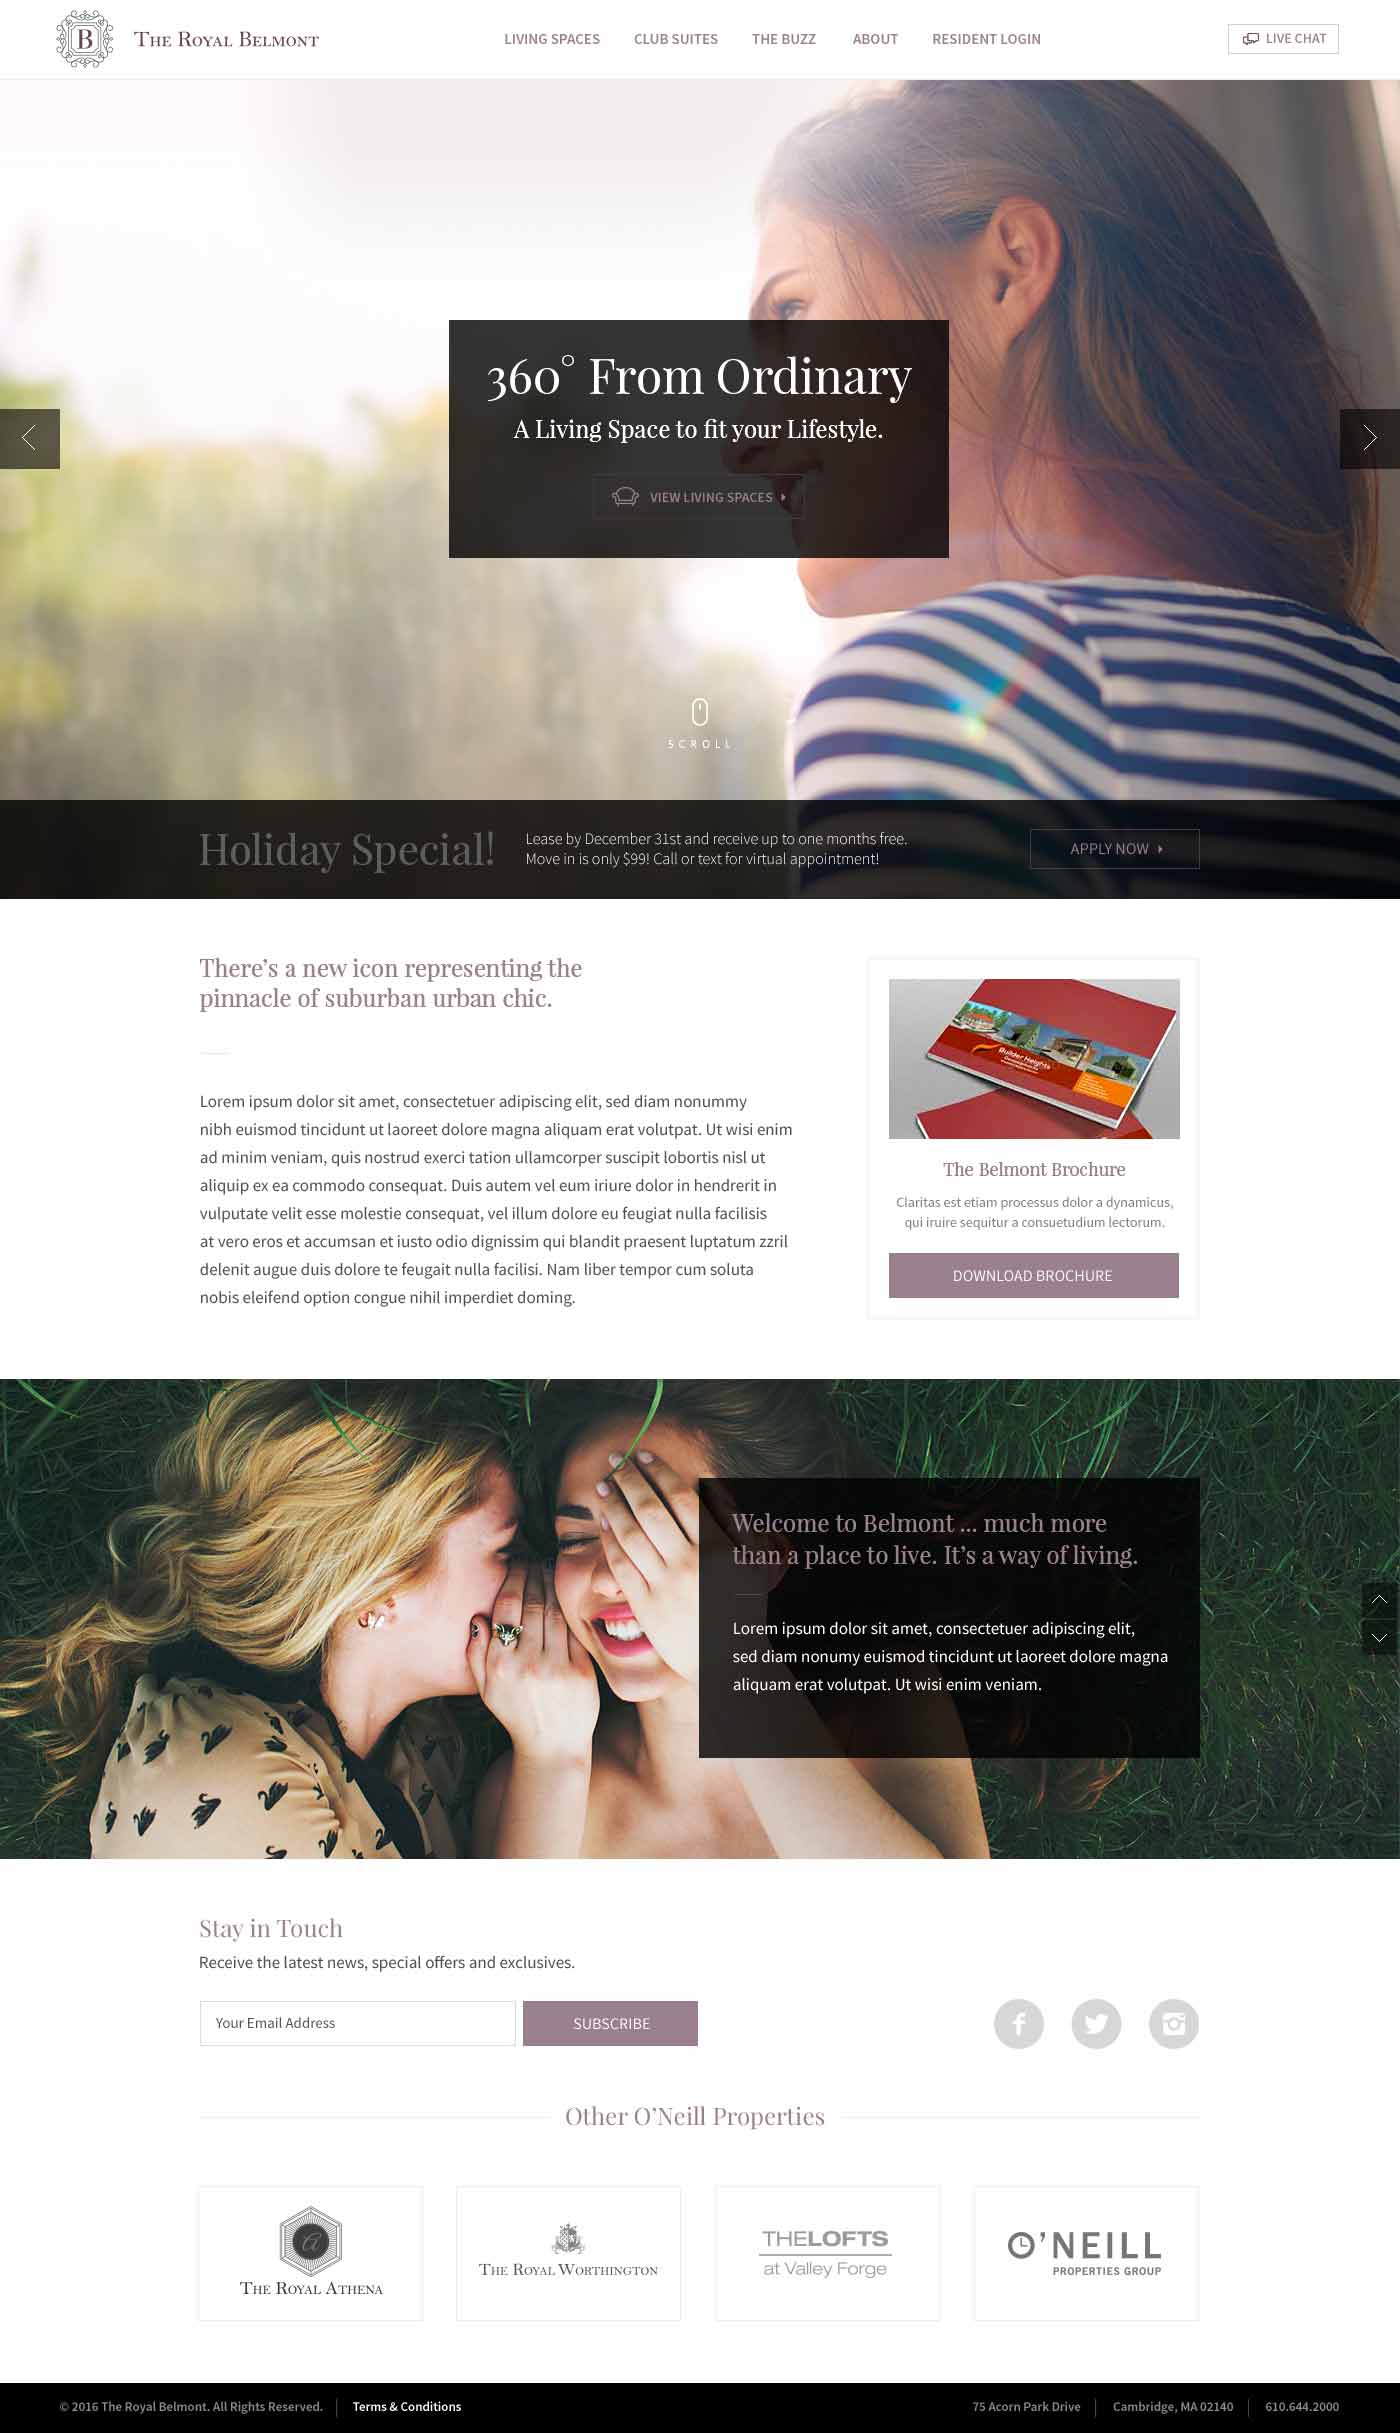 B
THE ROYAL BELMONT
LIVING SPACES
CLUB SUITES
THE BUZZ
ABOUT
RESIDENT LOGIN
LIVE CHAT
360° From Ordinary
A Living Space to fit your Lifestyle.
VIEW LIVING SPACES
SCROLL
Holiday Special!
Lease by December 31st and receive up to one months free.
Move in is only $99! Call or text for virtual appointment!
APPLY NOW
There’s a new icon representing the
pinnacle of suburban urban chic.
Lorem ipsum dolor sit amet, consectetuer adipiscing elit, sed diam nonummy
nibh euismod tincidunt ut laoreet dolore magna aliquam erat volutpat. Ut wisi enim
ad minim veniam, quis nostrud exerci tation ullamcorper suscipit lobortis nisl ut
aliquip ex ea commodo consequat. Duis autem vel eum iriure dolor in hendrerit in
vulputate velit esse molestie consequat, vel illum dolore eu feugiat nulla facilisis
at vero eros et accumsan et iusto odio dignissim qui blandit praesent luptatum zzril
delenit augue duis dolore te feugait nulla facilisi. Nam liber tempor cum soluta
nobis eleifend option congue nihil imperdiet doming.
Builder Heights
The Belmont Brochure
Claritas est etiam processus dolor a dynamicus,
qui iruire sequitur a consuetudium lectorum.
DOWNLOAD BROCHURE
Welcome to Belmont ... much more
than a place to live. It’s a way of living.
Lorem ipsum dolor sit amet, consectetuer adipiscing elit,
sed diam nonumy euismod tincidunt ut laoreet dolore magna
aliquam erat volutpat. Ut wisi enim veniam.
Stay in Touch
Receive the latest news, special offers and exclusives.
Your Email Address
SUBSCRIBE
Other O’Neill Properties
a
THE ROYAL ATHENA
THE ROYAL WORTHINGTON
THELOFTS
at Valley Forge
O’NEILL
PROPERTIES GROUP
© 2016 The Royal Belmont. All Rights Reserved.
Terms & Conditions
75 Acorn Park Drive
Cambridge, MA 02140
610.644.2000